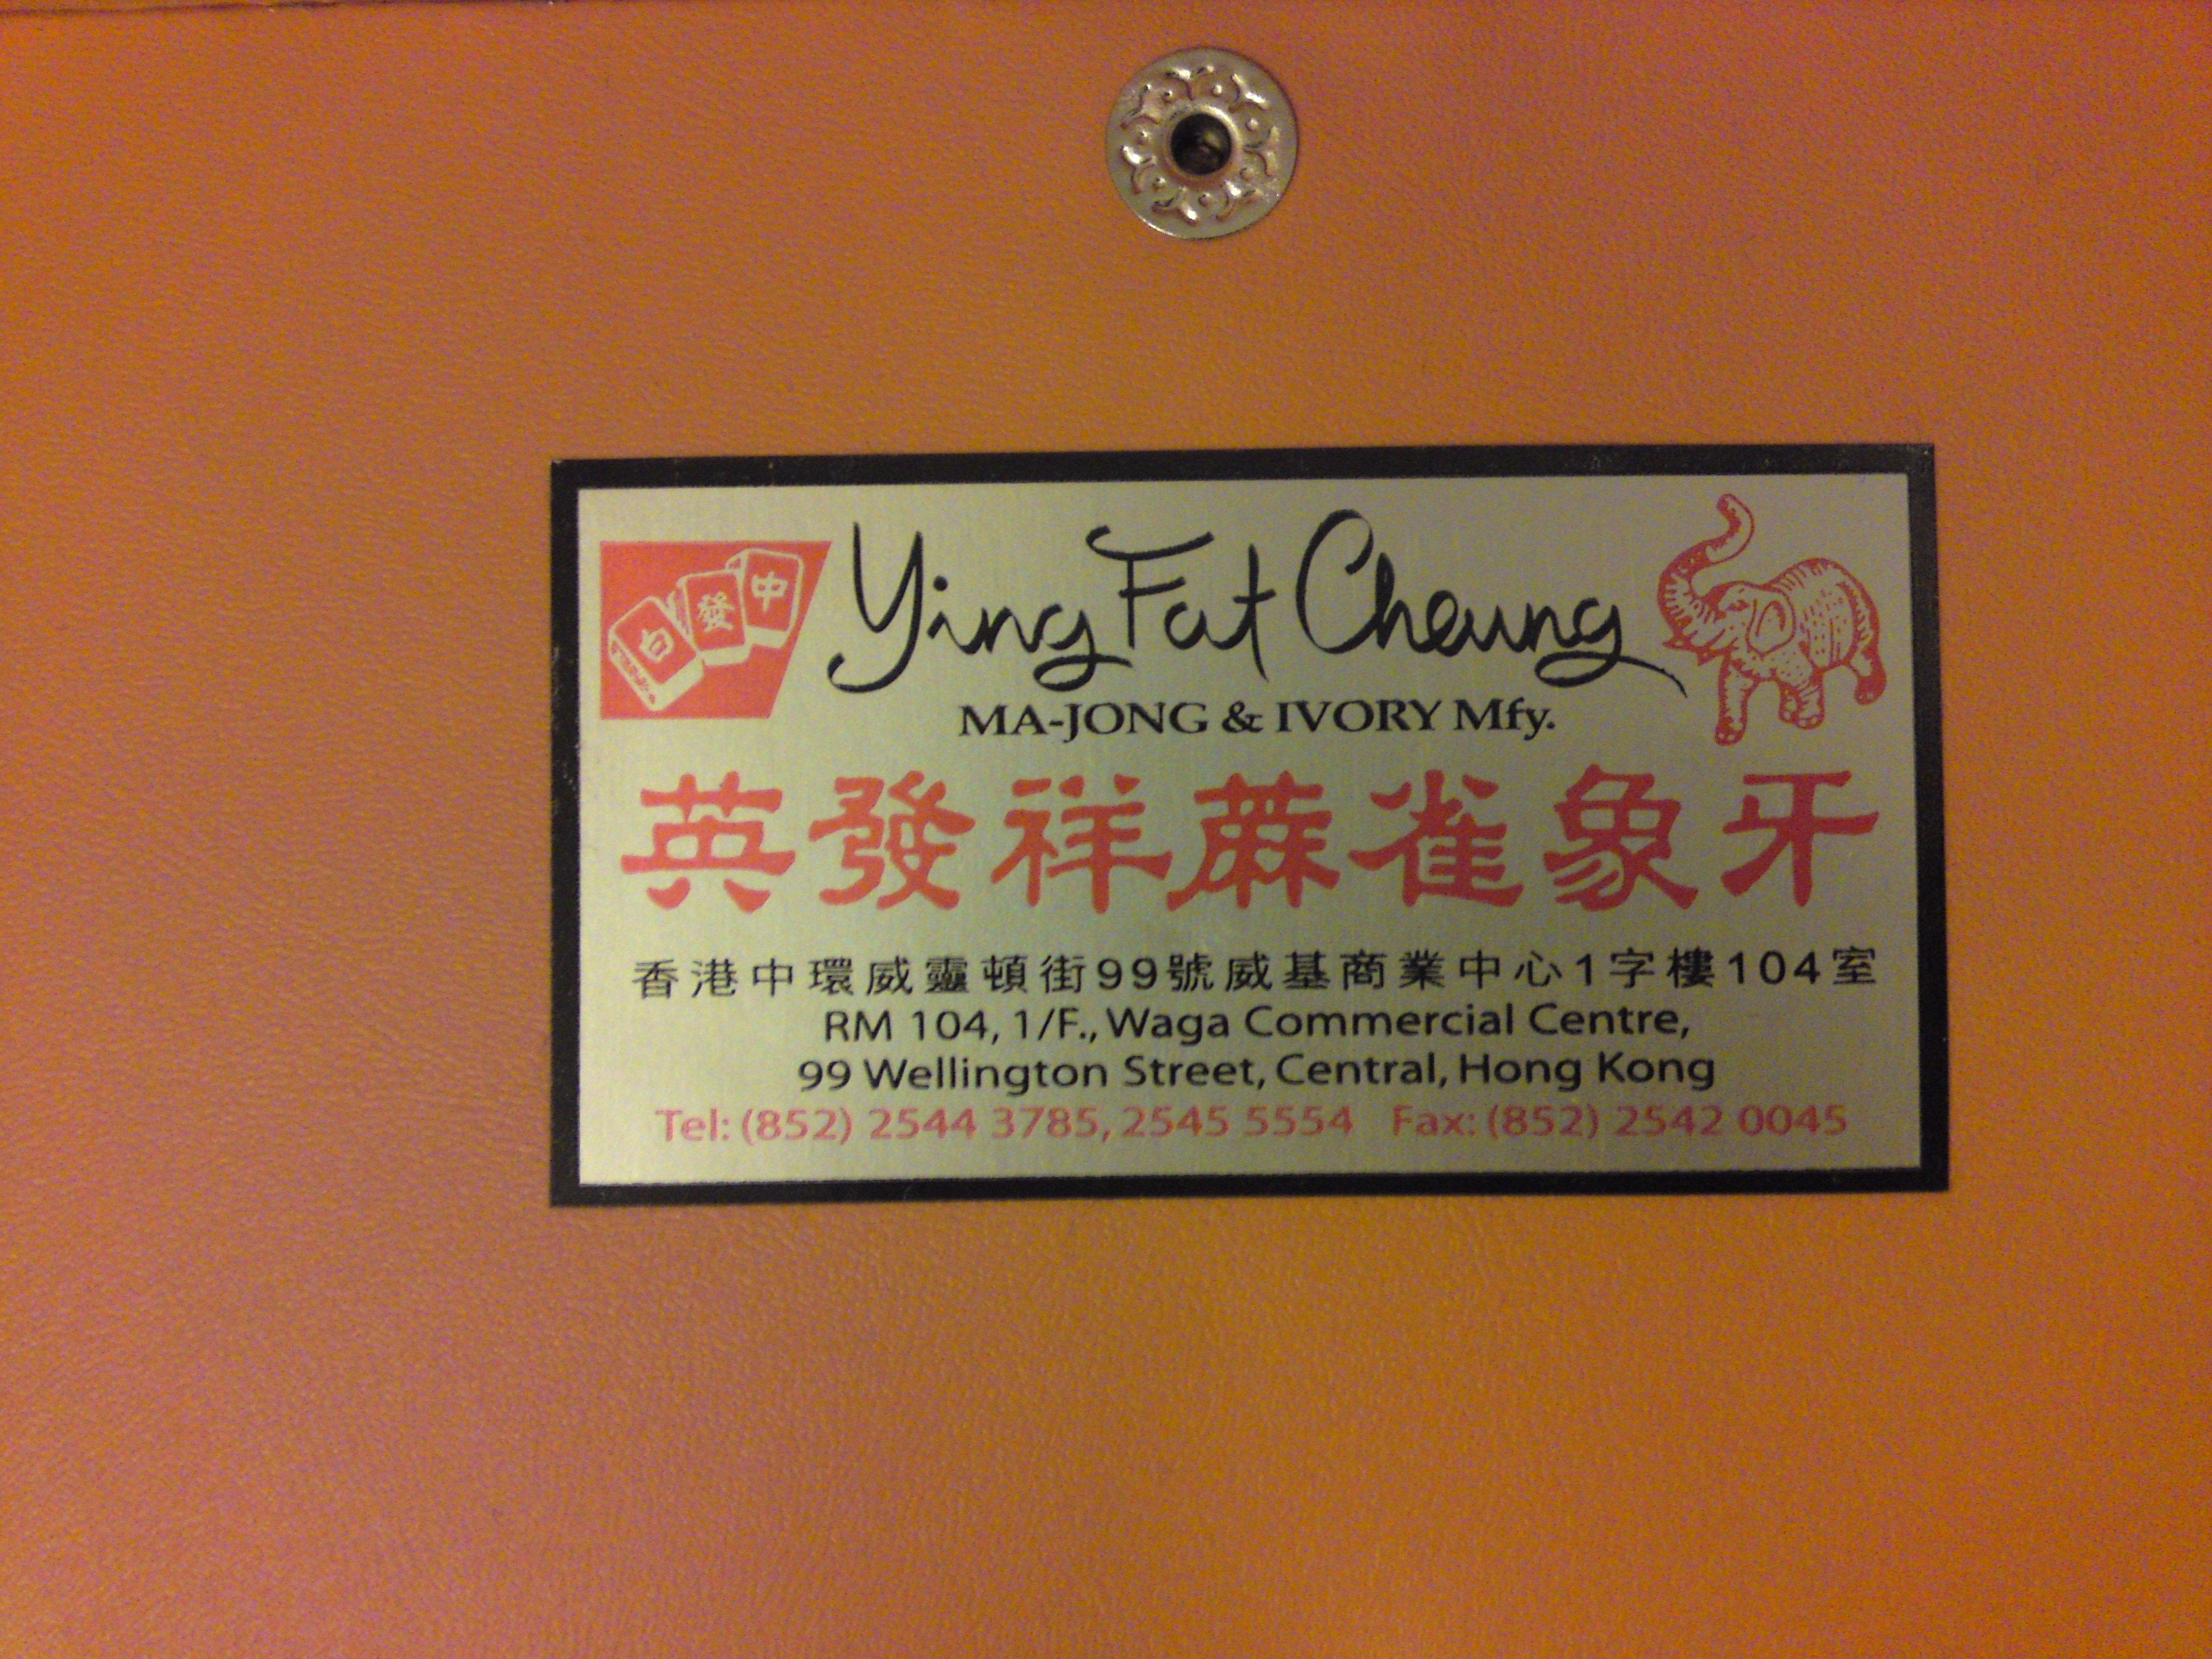 白發中
Ying Fat Cheung
MA-JONG & IVORY Mfy.
英發祥蔴雀象牙
香港中環威靈頓街99號威基商業中心1字樓104室
RM 104, 1/F., Waga Commercial Centre,
99 Wellington Street, Central, Hong Kong
Tel: (852) 2544 3785, 2545 5554 Fax: (852) 2542 0045